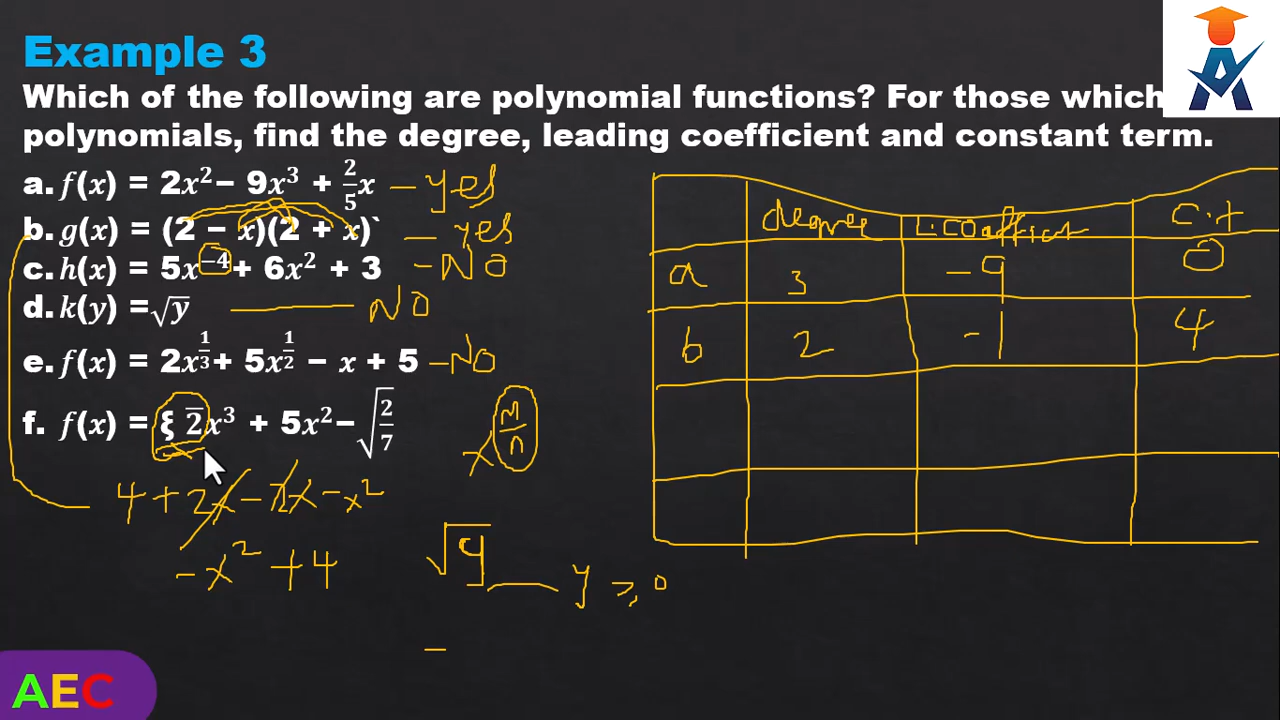 Example 3
Which of the following are polynomial functions? For those which
polynomials, find the degree, leading coefficient and constant term.
a. f(x) = 2x² − 9x³ + 2/5 x – yes
b. g(x) = (2 − x)(2 + x)` – yes
c. h(x) = 5x⁻⁴ + 6x² + 3 – No
d. k(y) = √y — No
e. f(x) = 2x^(1/3) + 5x^(1/2) − x + 5 – No
f. f(x) = ξ 2̅x³ + 5x² − √(2/7)
x^(M/n)
4 + 2x − 2x − x²
−x² + 4
√y y ≥ 0
–
degree L.Coefficient C.t
a 3 −9 0
b 2 −1 4
AEC